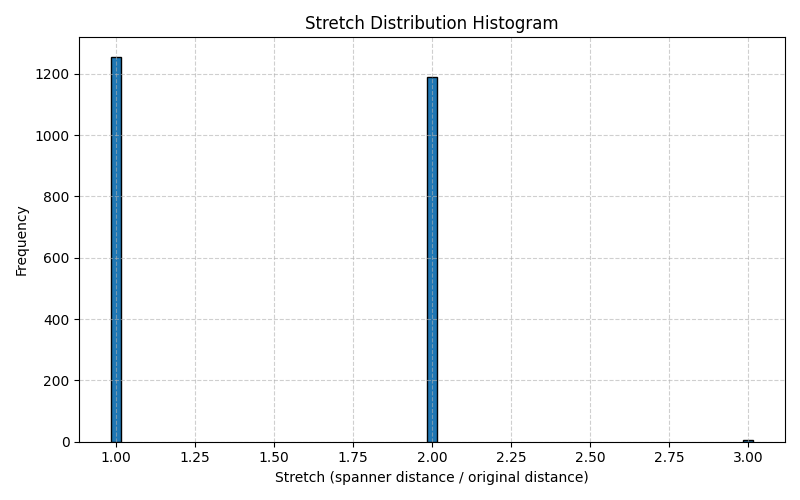 Stretch Distribution Histogram
Frequency
1200
1000
800
600
400
200
0
1.00 1.25 1.50 1.75 2.00 2.25 2.50 2.75 3.00
Stretch (spanner distance / original distance)